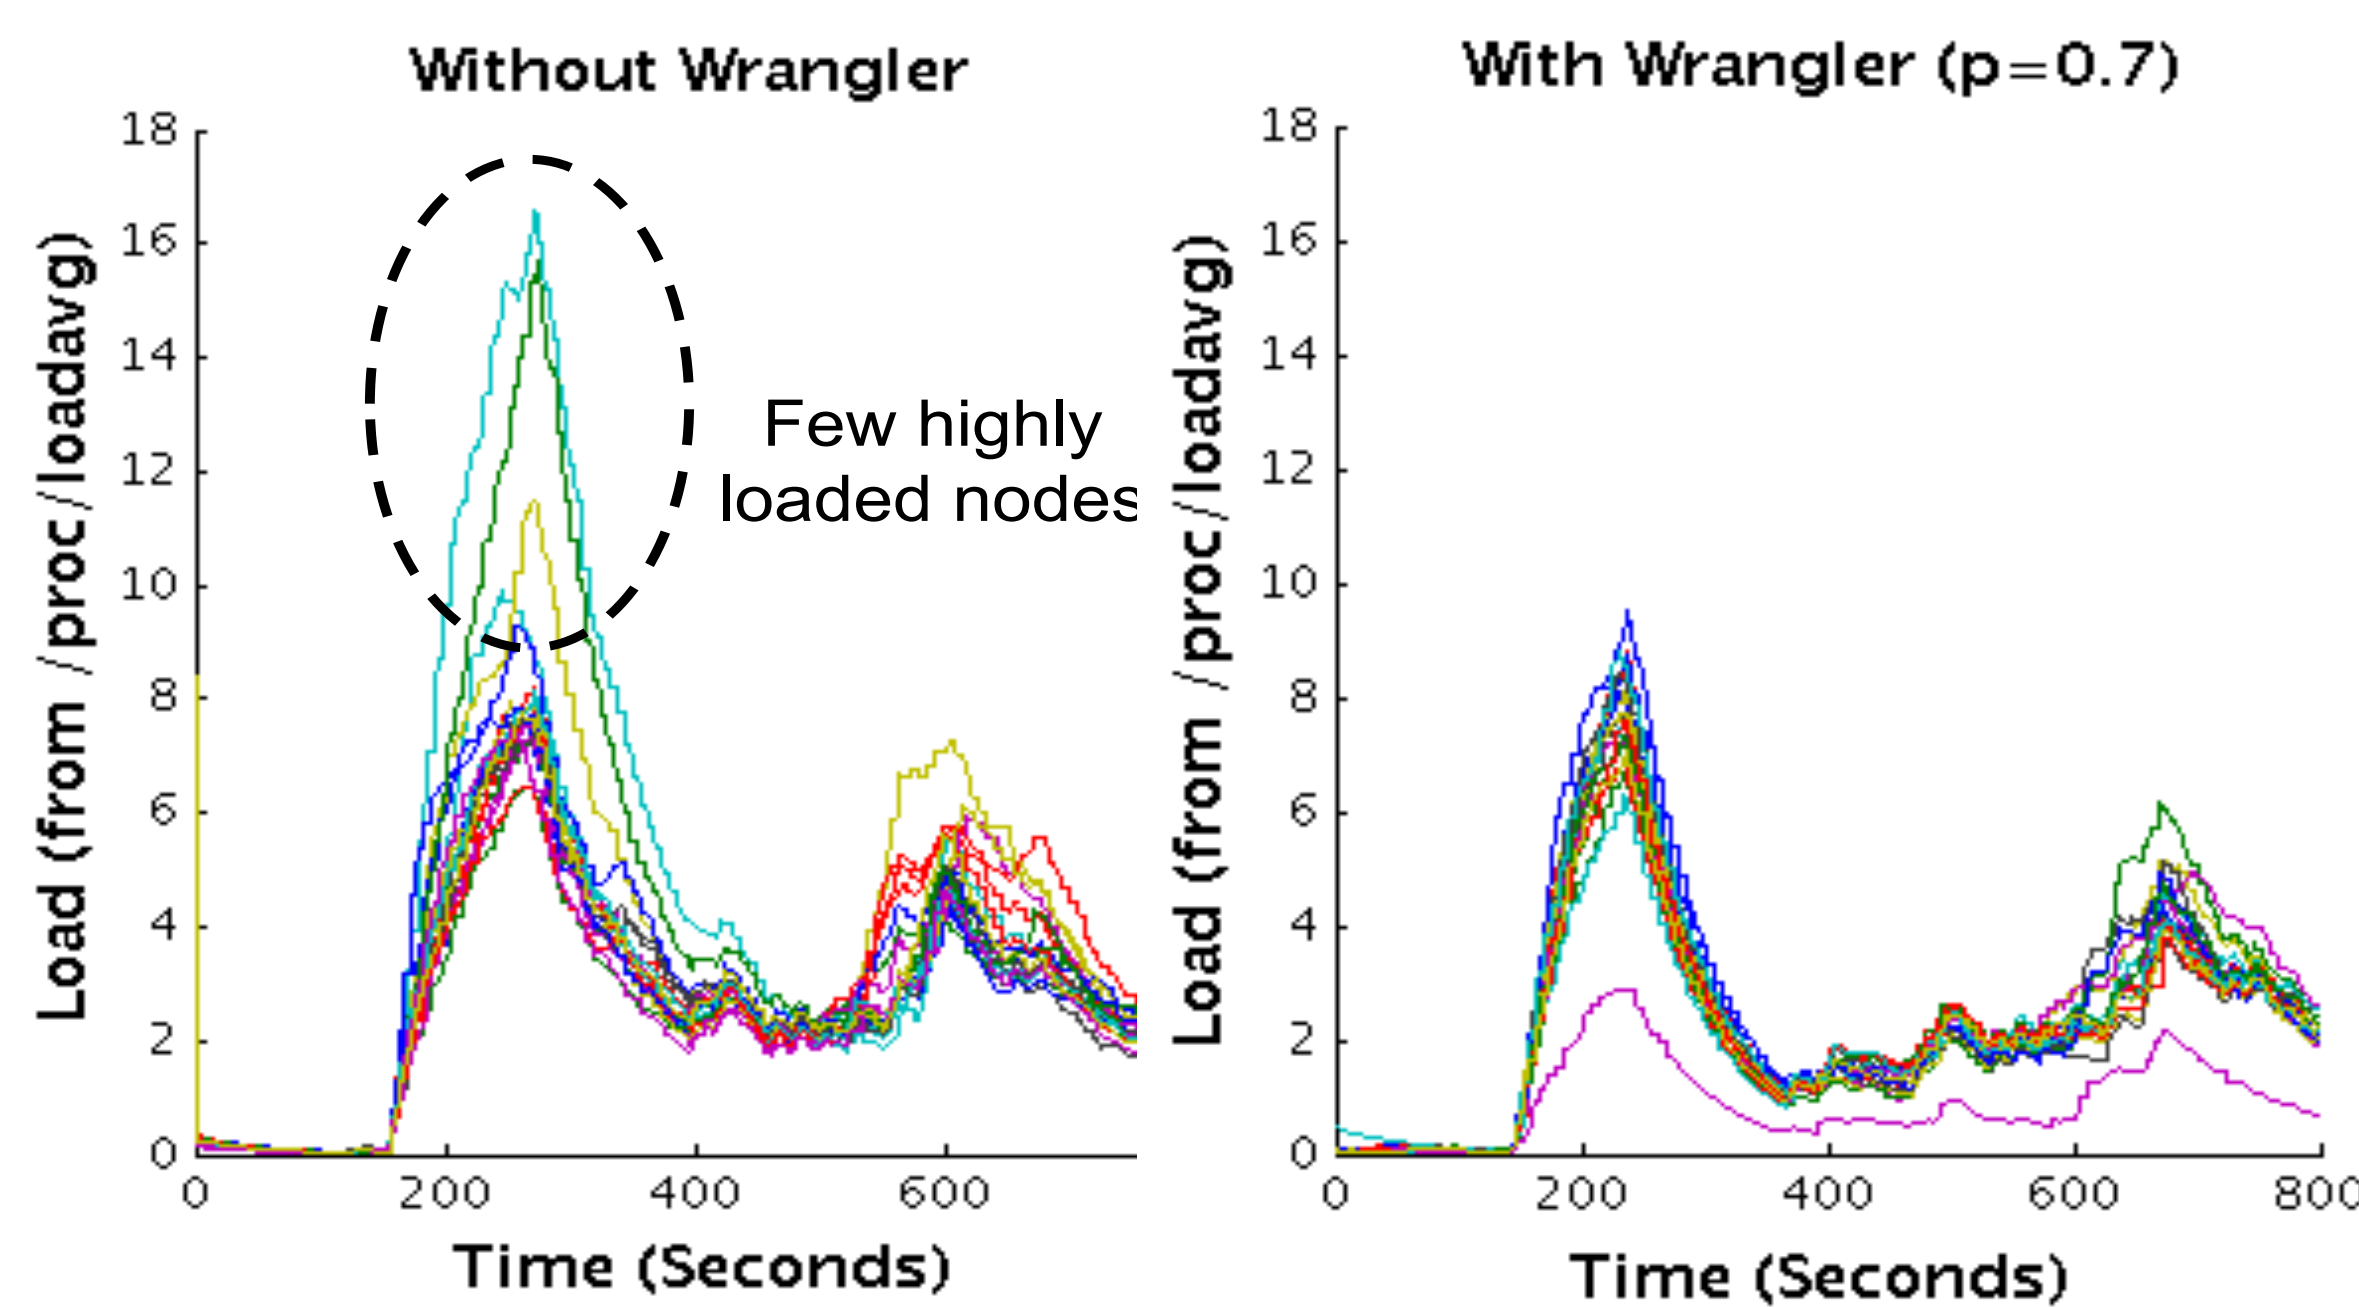 Without Wrangler
18
16
14
12
10
8
6
4
2
0
Load (from /proc/loadavg)
Few highly
loaded nodes
0 200 400 600
Time (Seconds)
With Wrangler (p=0.7)
18
16
14
12
10
8
6
4
2
0
Load (from /proc/loadavg)
0 200 400 600 800
Time (Seconds)